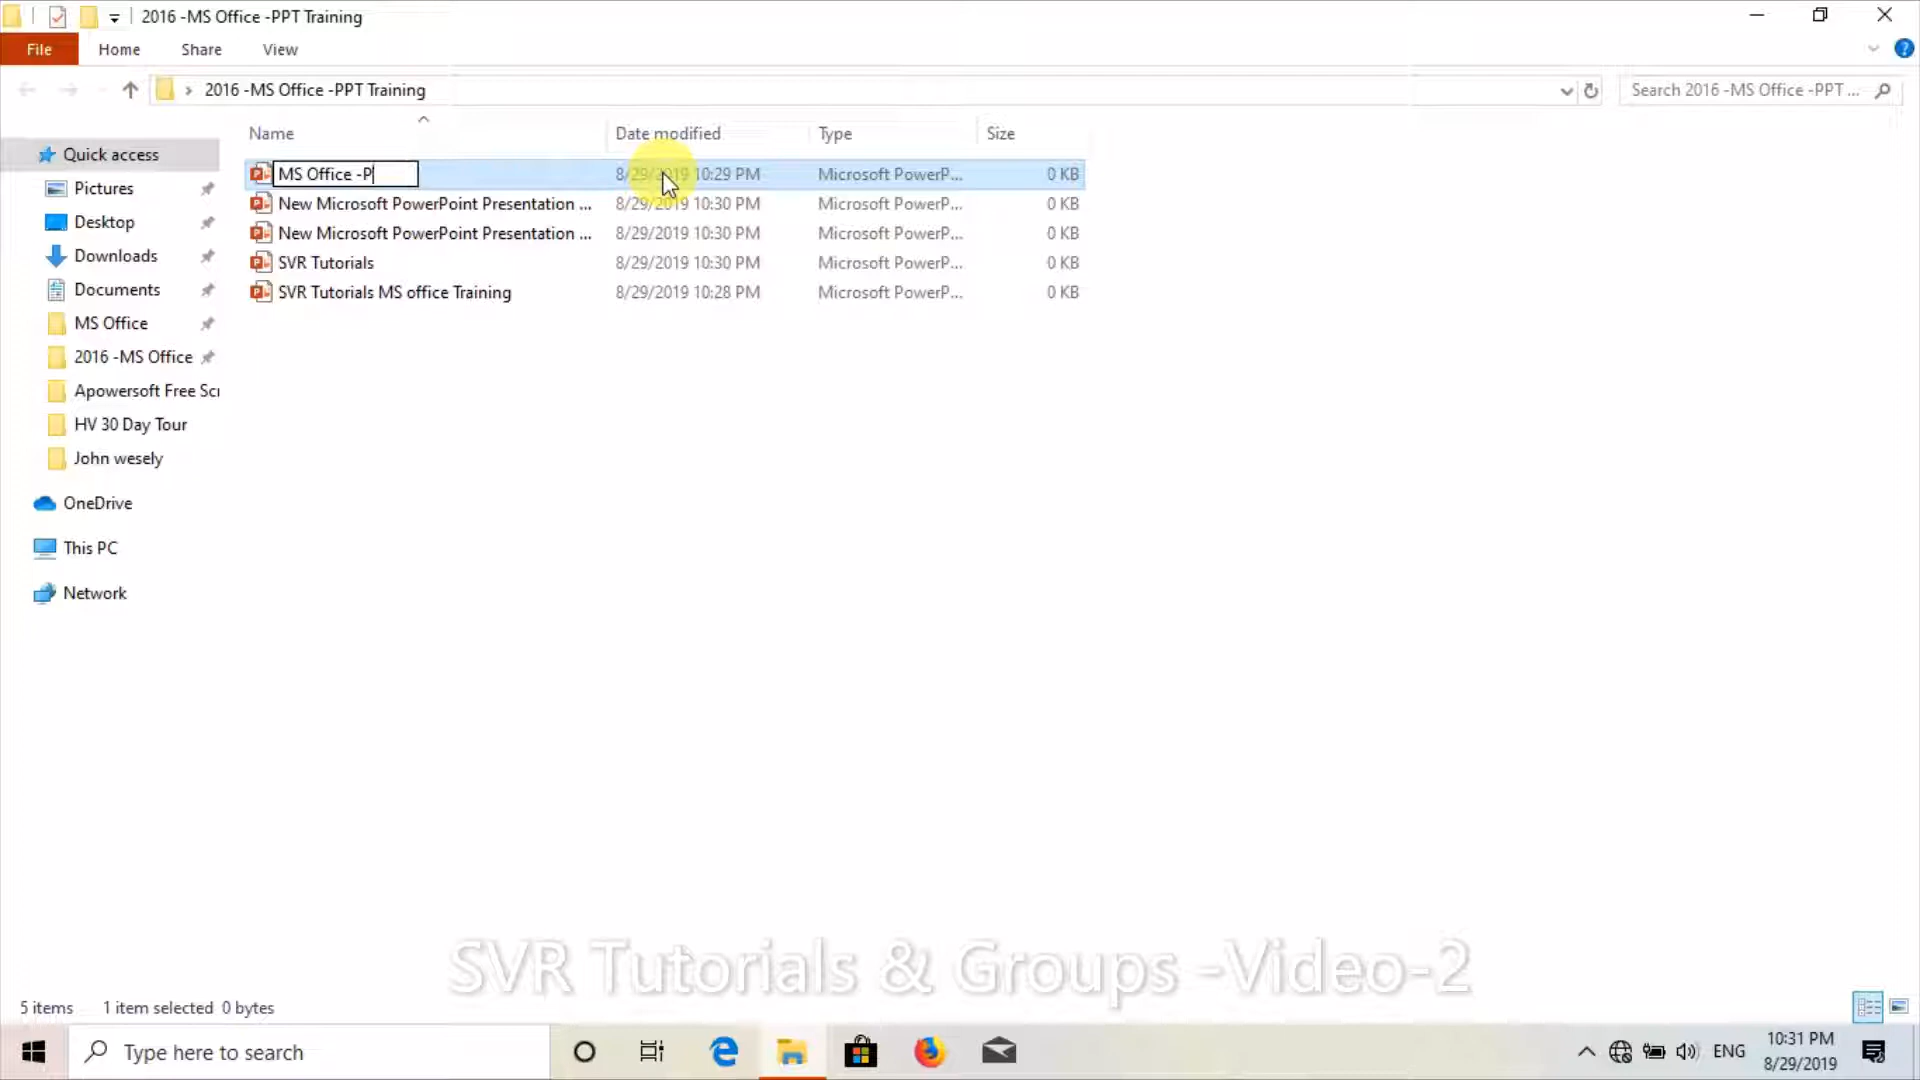 2016 -MS Office -PPT Training
File Home Share View
2016 -MS Office -PPT Training
Search 2016 -MS Office -PPT ...
Name Date modified Type Size
Quick access
Pictures
Desktop
Downloads
Documents
MS Office
2016 -MS Office
Apowersoft Free Scr
HV 30 Day Tour
John wesely
OneDrive
This PC
Network
MS Office -P 8/29/2019 10:29 PM Microsoft PowerP... 0 KB
New Microsoft PowerPoint Presentation ... 8/29/2019 10:30 PM Microsoft PowerP... 0 KB
New Microsoft PowerPoint Presentation ... 8/29/2019 10:30 PM Microsoft PowerP... 0 KB
SVR Tutorials 8/29/2019 10:30 PM Microsoft PowerP... 0 KB
SVR Tutorials MS office Training 8/29/2019 10:28 PM Microsoft PowerP... 0 KB
SVR Tutorials & Groups -Video-2
5 items 1 item selected 0 bytes
Type here to search
ENG
10:31 PM
8/29/2019